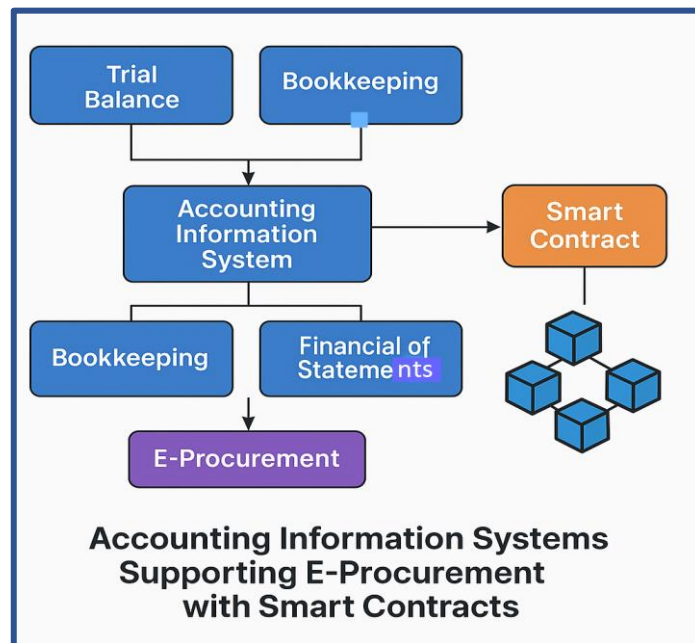 Trial
Balance
Bookkeeping
Accounting
Information
System
Smart
Contract
Bookkeeping
Financial of
Statements
E-Procurement
Accounting Information Systems
Supporting E-Procurement
with Smart Contracts